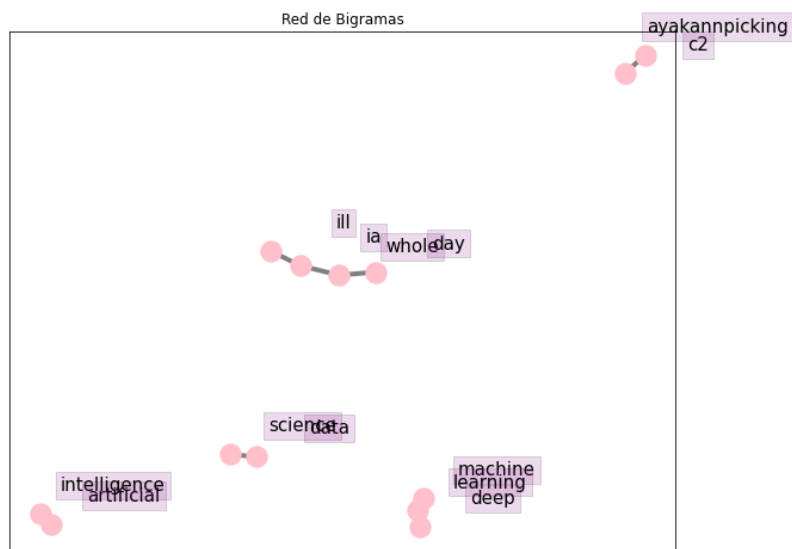 Red de Bigramas
ayakannpicking
c2
ill
ia
whole
day
science
data
machine
learning
deep
intelligence
artificial